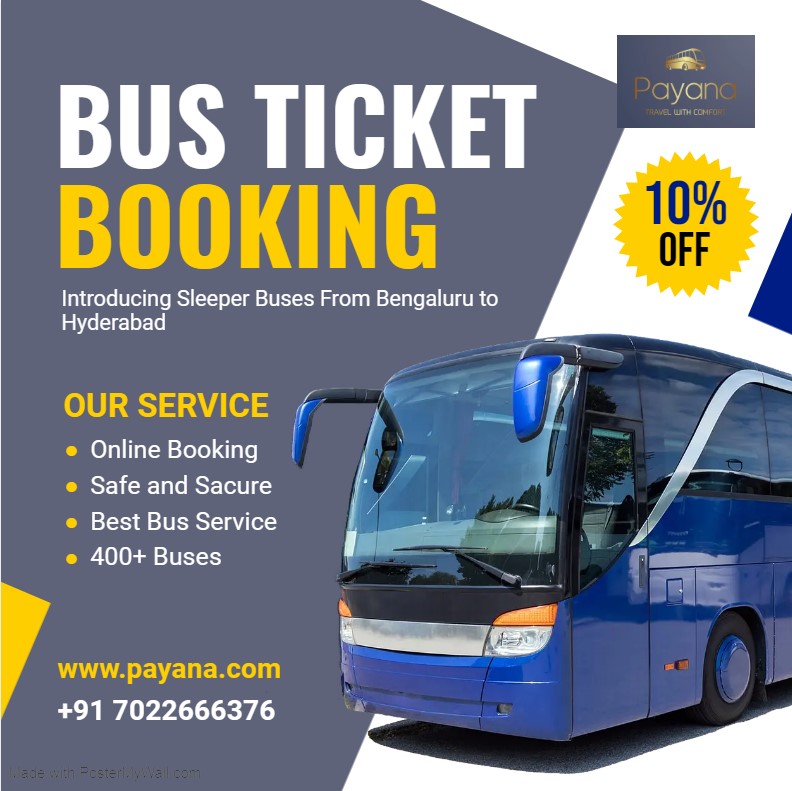 Payana
TRAVEL WITH COMFORT
BUS TICKET
BOOKING
10%
OFF
Introducing Sleeper Buses From Bengaluru to
Hyderabad
OUR SERVICE
Online Booking
Safe and Sacure
Best Bus Service
400+ Buses
www.payana.com
+91 7022666376
Made with PosterMyWall.com